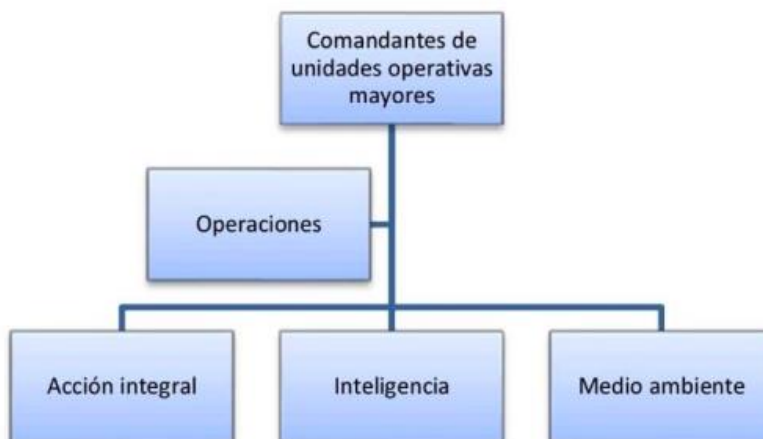 Comandantes de
unidades operativas
mayores
Operaciones
Acción integral
Inteligencia
Medio ambiente